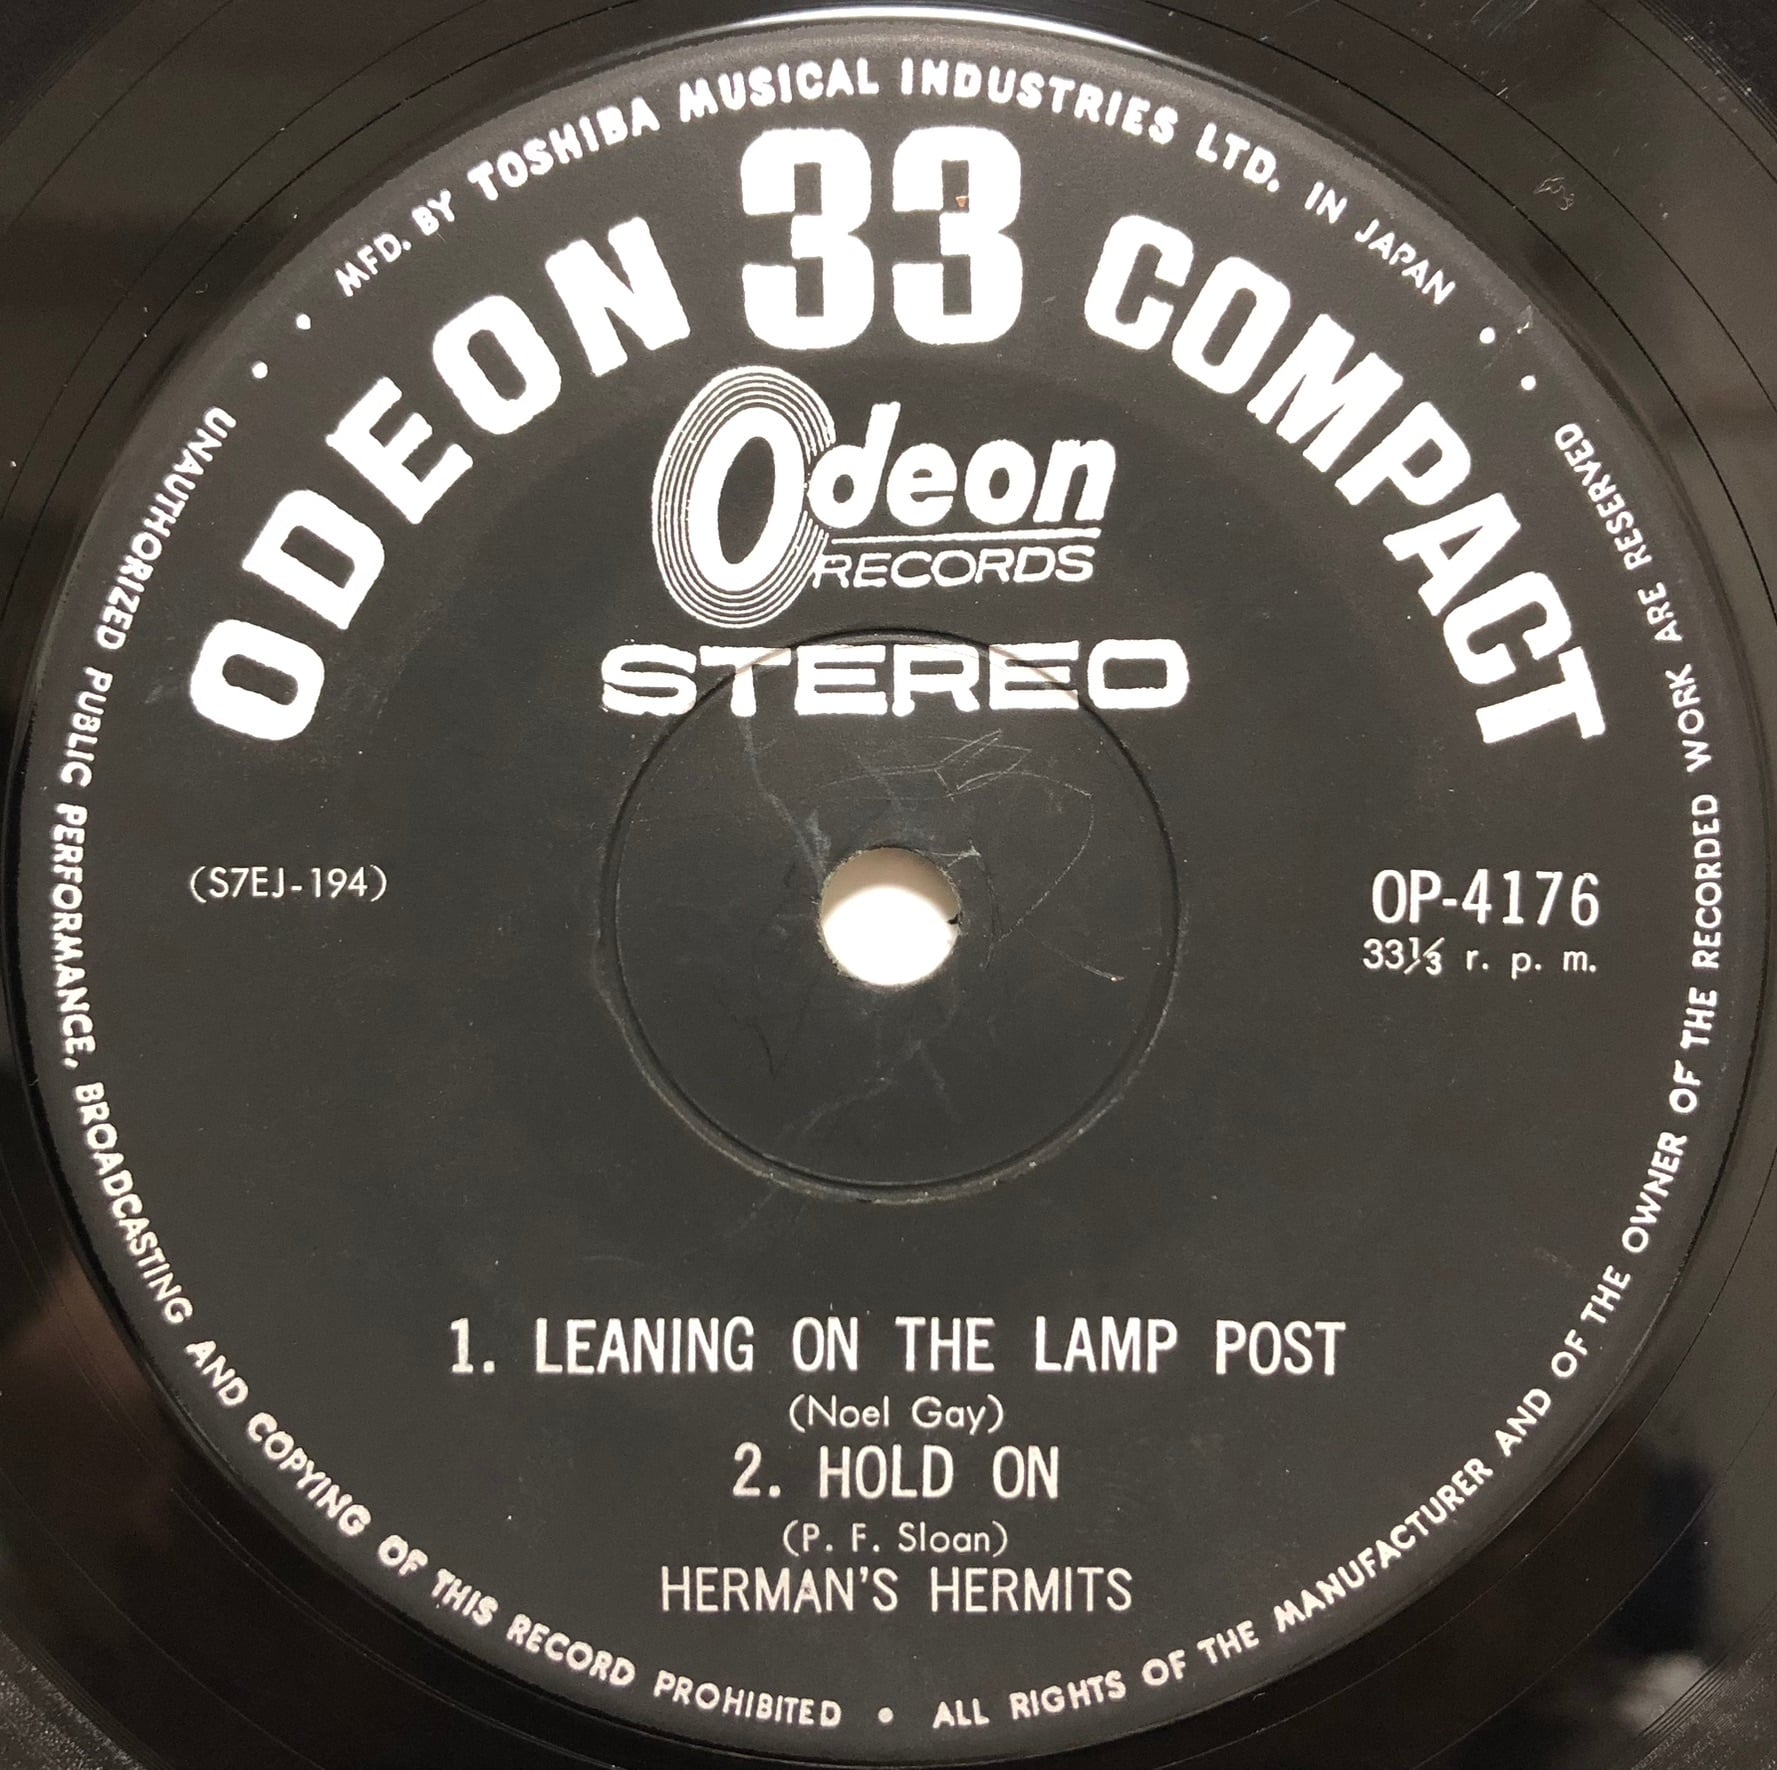 MFD. BY TOSHIBA MUSICAL INDUSTRIES LTD. IN JAPAN
ODEON 33 COMPACT
Odeon
RECORDS
STEREO
(S7EJ-194)
OP-4176
33⅓ r. p. m.
1. LEANING ON THE LAMP POST
(Noel Gay)
2. HOLD ON
(P. F. Sloan)
HERMAN'S HERMITS
UNAUTHORIZED PUBLIC PERFORMANCE, BROADCASTING AND COPYING OF THIS RECORD PROHIBITED • ALL RIGHTS OF THE MANUFACTURER AND OF THE OWNER OF THE RECORDED WORK ARE RESERVED